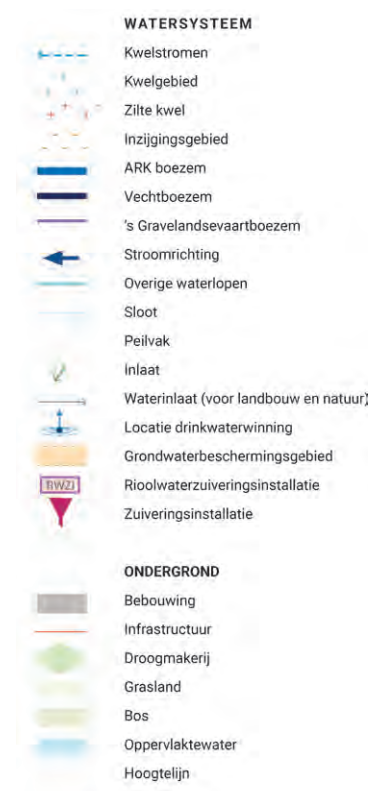 WATERSYSTEEM
Kwelstromen
Kwelgebied
Zilte kwel
Inzijgingsgebied
ARK boezem
Vechtboezem
's Gravelandsevaartboezem
Stroomrichting
Overige waterlopen
Sloot
Peilvak
Inlaat
Waterinlaat (voor landbouw en natuur)
Locatie drinkwaterwinning
Grondwaterbeschermingsgebied
RWZI Rioolwaterzuiveringsinstallatie
Zuiveringsinstallatie
ONDERGROND
Bebouwing
Infrastructuur
Droogmakerij
Grasland
Bos
Oppervlaktewater
Hoogtelijn